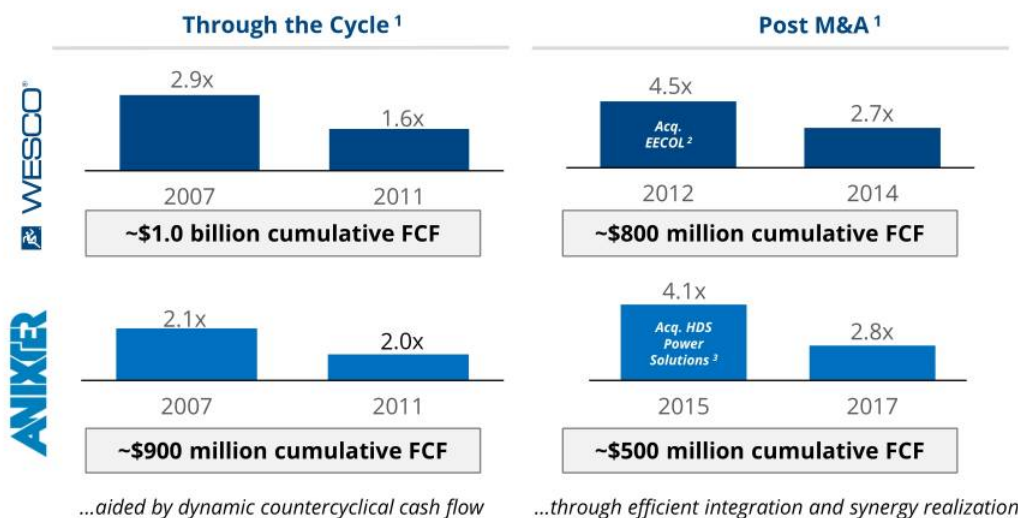 Through the Cycle 1
Post M&A 1
WESCO®
2.9x
1.6x
2007
2011
~$1.0 billion cumulative FCF
4.5x
Acq.
EECOL 2
2.7x
2012
2014
~$800 million cumulative FCF
ANIXTER
2.1x
2.0x
2007
2011
~$900 million cumulative FCF
4.1x
Acq. HDS
Power
Solutions 3
2.8x
2015
2017
~$500 million cumulative FCF
...aided by dynamic countercyclical cash flow
...through efficient integration and synergy realization